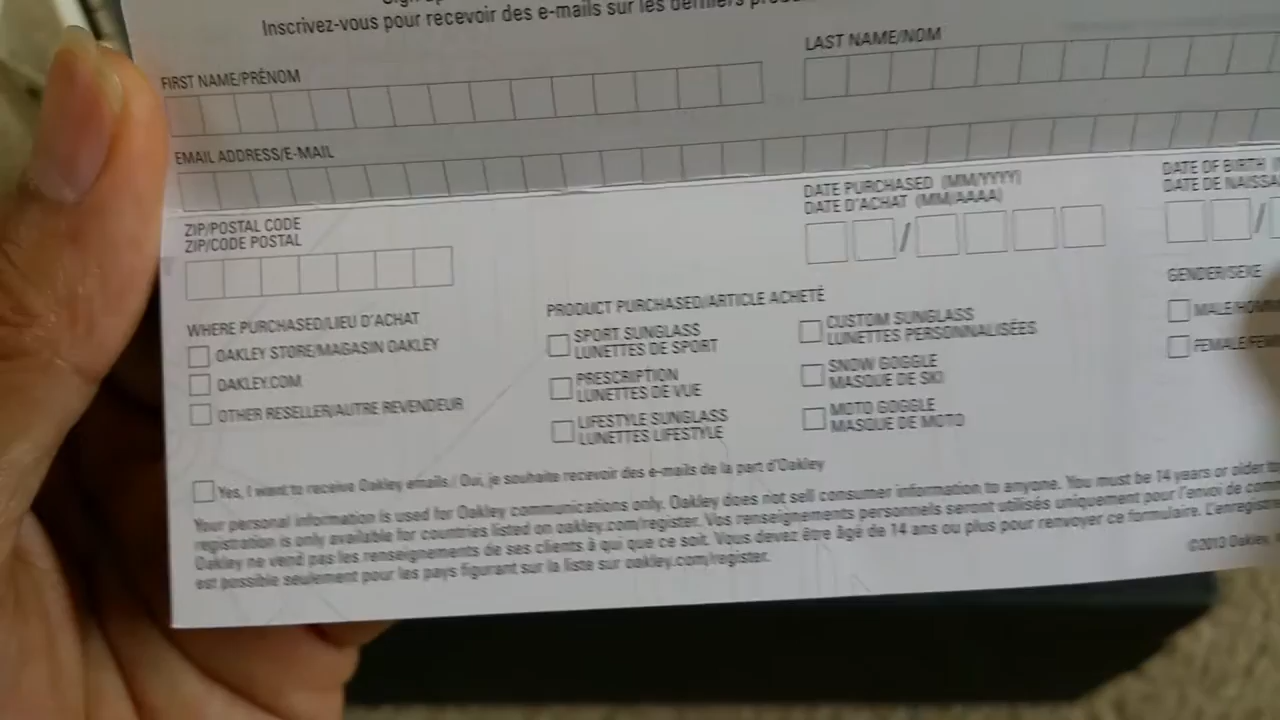 Inscrivez-vous pour recevoir des e-mails sur les derniers
FIRST NAME/PRÉNOM
LAST NAME/NOM
EMAIL ADDRESS/E-MAIL
ZIP/POSTAL CODE
ZIP/CODE POSTAL
DATE PURCHASED (MM/YYYY)
DATE D'ACHAT (MM/AAAA)
/
DATE OF BIRTH
DATE DE
/
WHERE PURCHASED/LIEU D'ACHAT
OAKLEY STORE/MAGASIN OAKLEY
OAKLEY.COM
OTHER RESELLER/AUTRE REVENDEUR
PRODUCT PURCHASED/ARTICLE ACHETÉ
SPORT SUNGLASS
LUNETTES DE SPORT
PRESCRIPTION
LUNETTES DE VUE
LIFESTYLE SUNGLASS
LUNETTES LIFESTYLE
CUSTOM SUNGLASS
LUNETTES PERSONNALISÉES
SNOW GOGGLE
MASQUE DE SKI
MOTO GOGGLE
MASQUE DE MOTO
GENDER/SEXE
MALE/
FEMALE/
Yes, I want to receive Oakley emails / Oui, je souhaite recevoir des e-mails de la part d'Oakley
Your personal information is used for Oakley communications only. Oakley does not sell consumer information to anyone. You must be 14 years or older to
registration is only available for countries listed on oakley.com/register. Vos renseignements personnels seront utilisés uniquement pour l'envoi de
Oakley ne vend pas les renseignements de ses clients à qui que ce soit. Vous devez être âgé de 14 ans ou plus pour renvoyer ce formulaire.
est possible seulement pour les pays figurant sur la liste sur oakley.com/register.
©2013 Oakley,